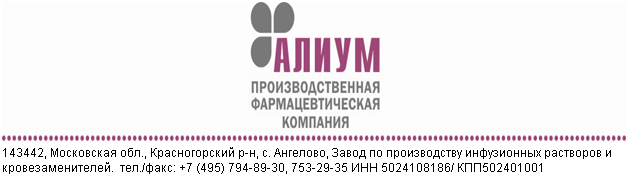 АЛИУМ
ПРОИЗВОДСТВЕННАЯ
ФАРМАЦЕВТИЧЕСКАЯ
КОМПАНИЯ
143442, Московская обл., Красногорский р-н, с. Ангелово, Завод по производству инфузионных растворов и
кровезаменителей. тел./факс: +7 (495) 794-89-30, 753-29-35 ИНН 5024108186/ КПП502401001